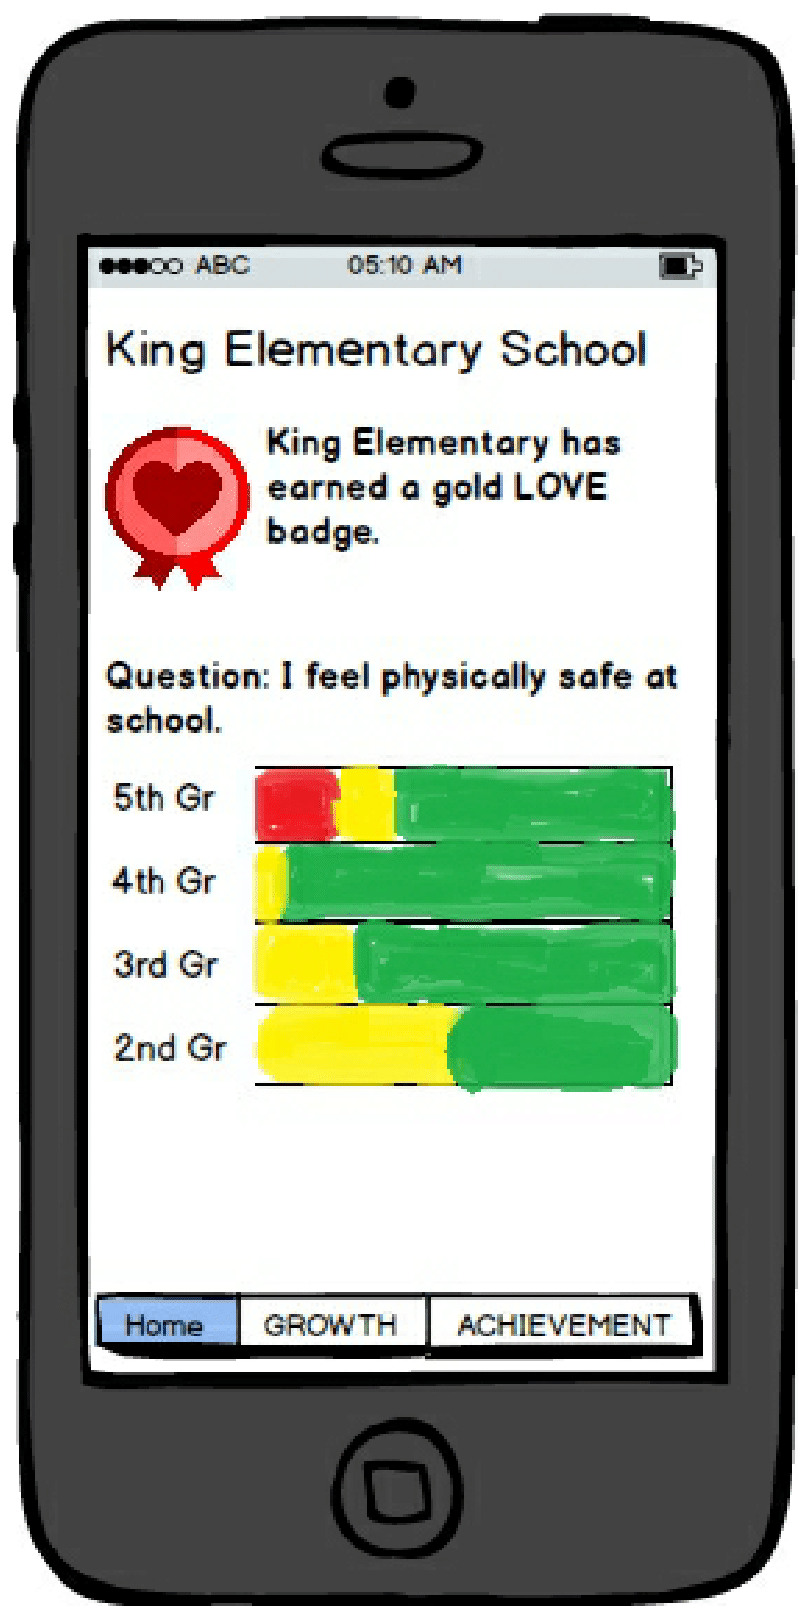 ABC 05:10 AM
King Elementary School
King Elementary has
earned a gold LOVE
badge.
Question: I feel physically safe at
school.
5th Gr
4th Gr
3rd Gr
2nd Gr
Home GROWTH ACHIEVEMENT